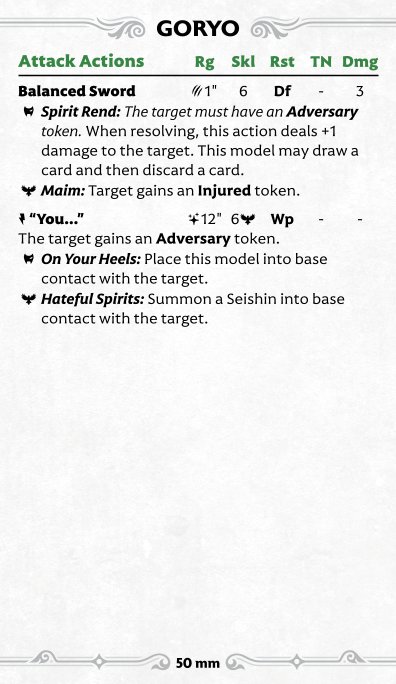 GORYO
Attack Actions Rg Skl Rst TN Dmg
Balanced Sword 1" 6 Df - 3
Spirit Rend: The target must have an Adversary
token. When resolving, this action deals +1
damage to the target. This model may draw a
card and then discard a card.
Maim: Target gains an Injured token.
“You...” 12" 6 Wp - -
The target gains an Adversary token.
On Your Heels: Place this model into base
contact with the target.
Hateful Spirits: Summon a Seishin into base
contact with the target.
50 mm